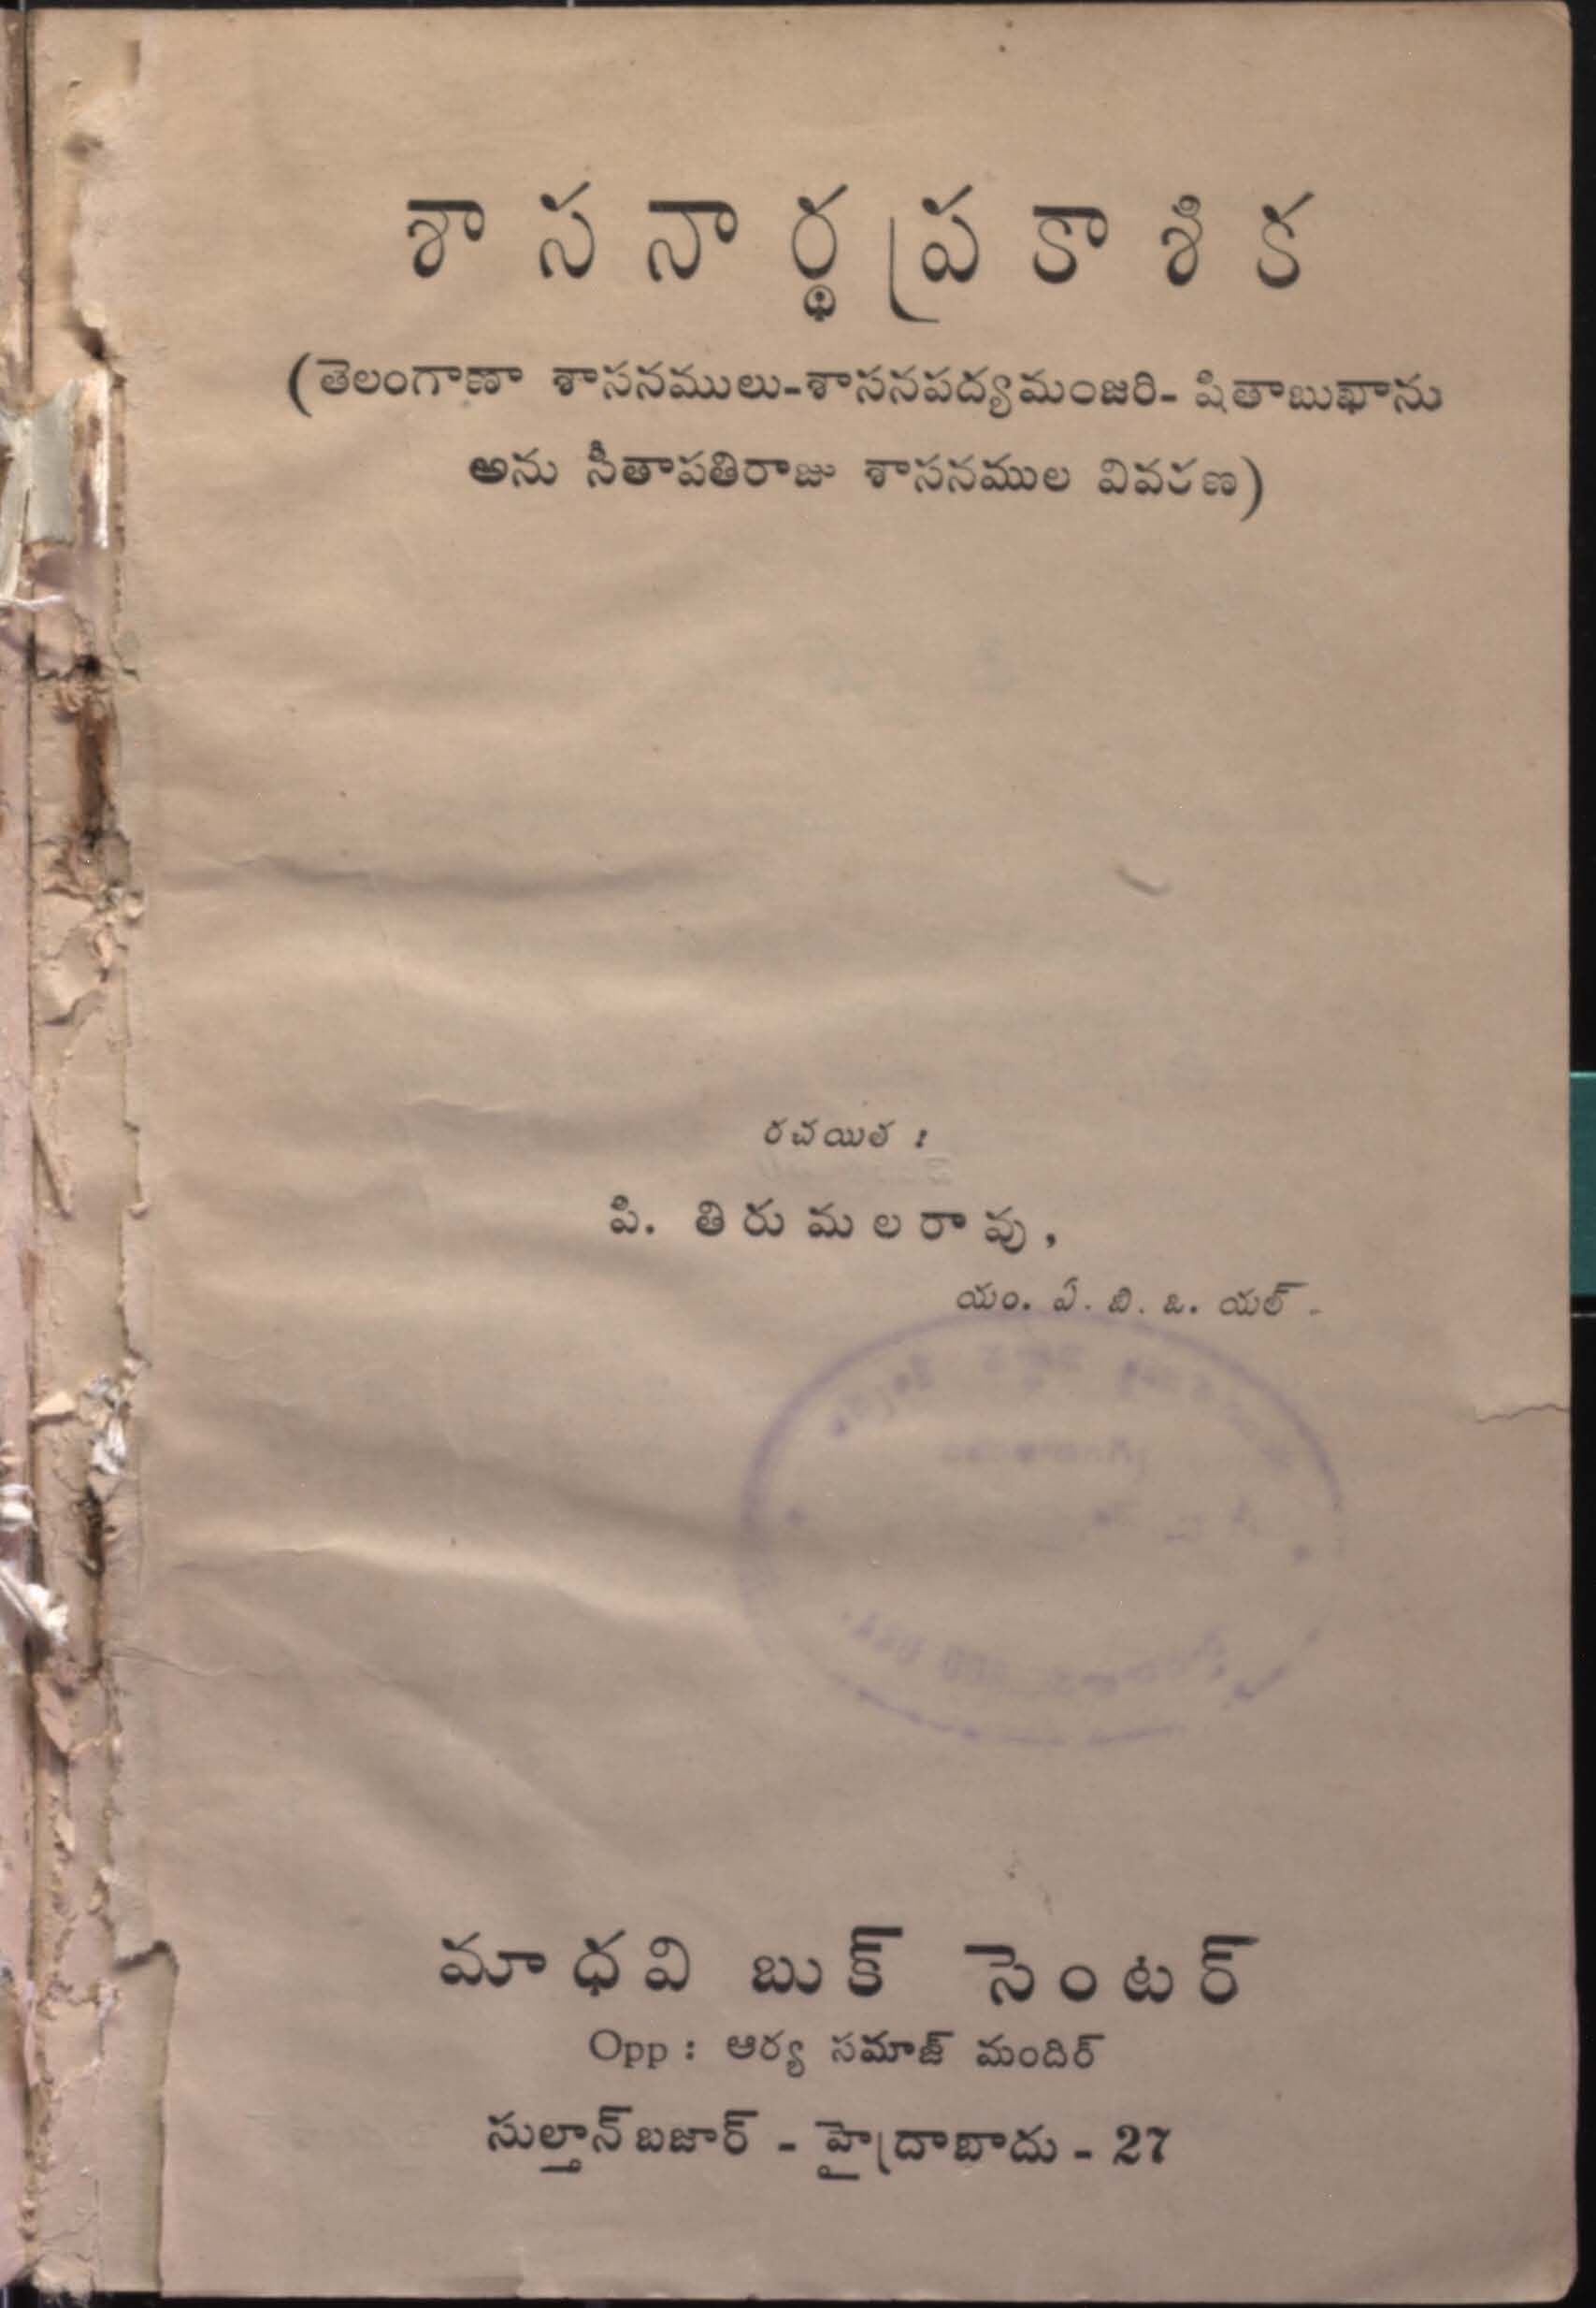 శాసనార్థప్రకాశిక
(తెలంగాణా శాసనములు-శాసనపద్యమంజరి- షితాబుఖాను
అను సీతాపతిరాజు శాసనముల వివరణ)
రచయిత :
పి. తిరుమలరావు,
యం. ఏ. బి. ఓ. యల్.
మాధవి బుక్ సెంటర్
Opp : ఆర్య సమాజ్ మందిర్
సుల్తాన్‌బజార్ - హైద్రాబాదు - 27